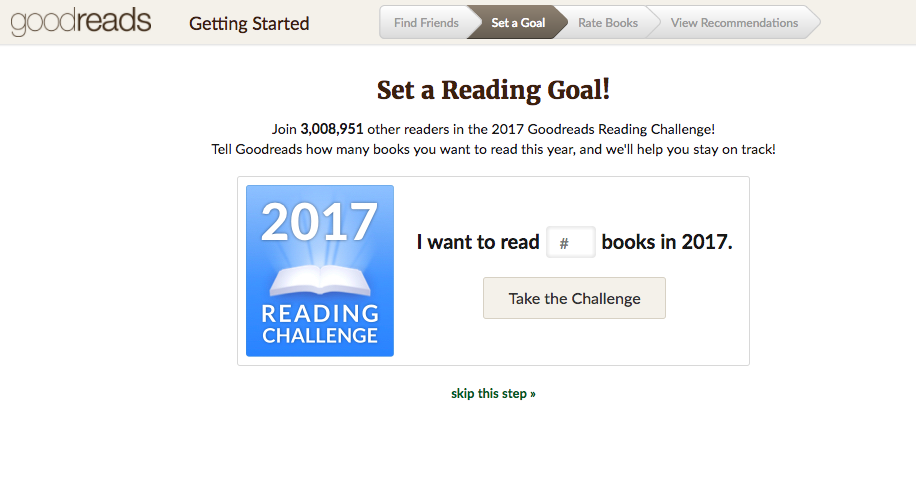 goodreads
Getting Started
Find Friends
Set a Goal
Rate Books
View Recommendations
Set a Reading Goal!
Join 3,008,951 other readers in the 2017 Goodreads Reading Challenge!
Tell Goodreads how many books you want to read this year, and we'll help you stay on track!
2017
READING
CHALLENGE
I want to read # books in 2017.
Take the Challenge
skip this step »